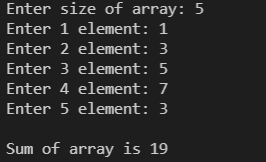 Enter size of array: 5
Enter 1 element: 1
Enter 2 element: 3
Enter 3 element: 5
Enter 4 element: 7
Enter 5 element: 3
Sum of array is 19